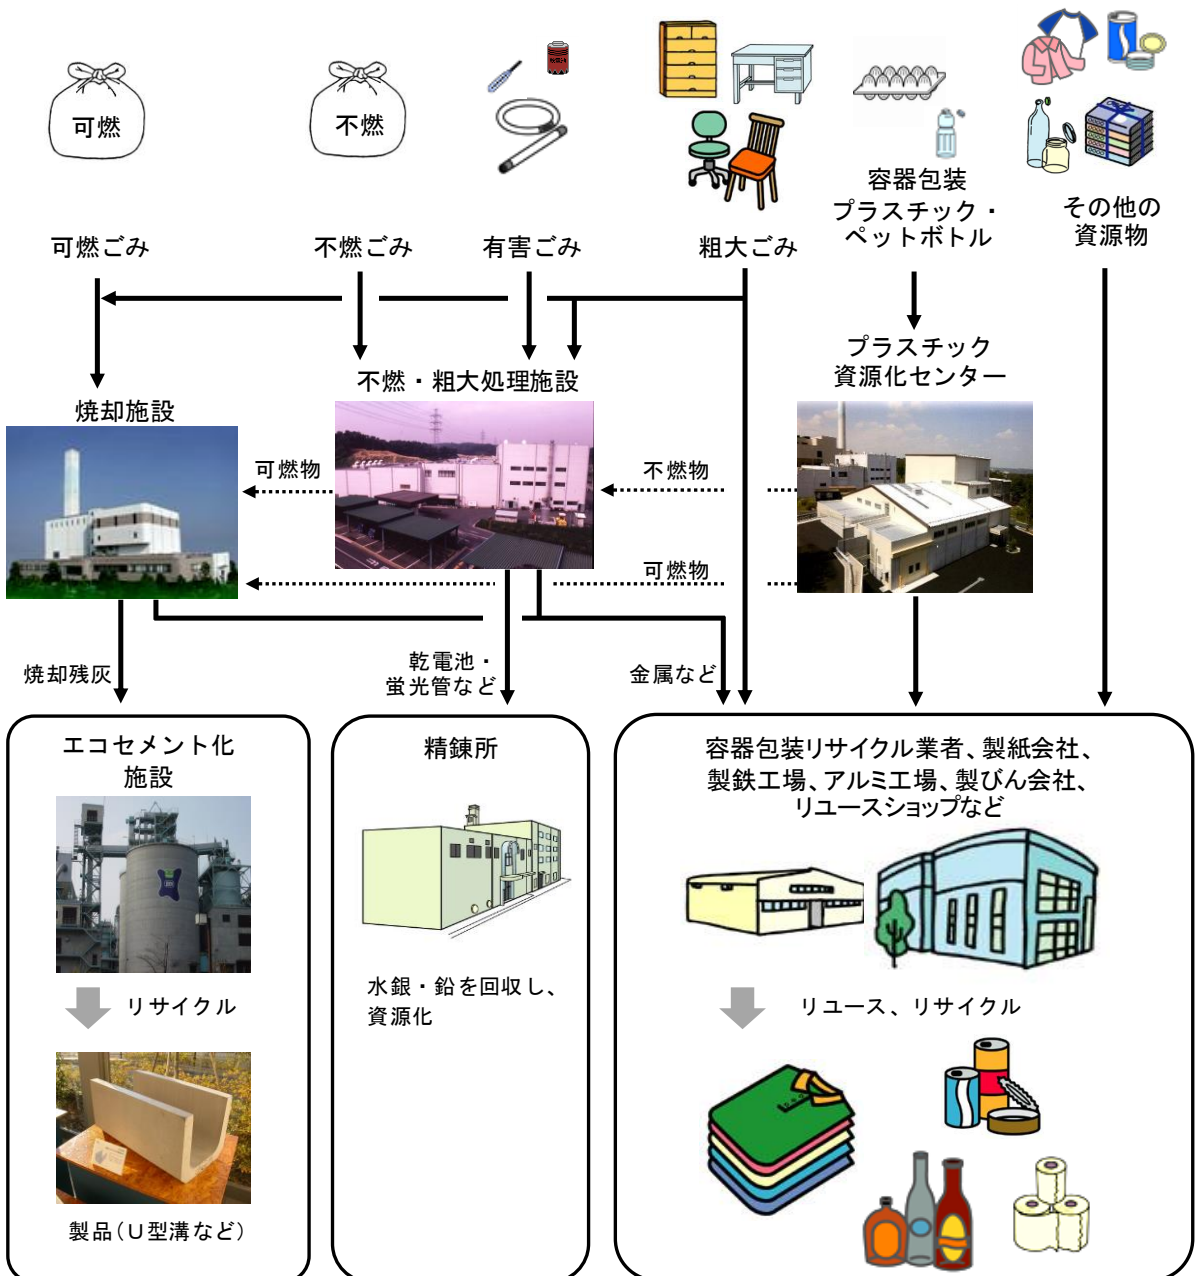 可燃
不燃
可燃ごみ
不燃ごみ
有害ごみ
粗大ごみ
容器包装
プラスチック・
ペットボトル
その他の
資源物
焼却施設
不燃・粗大処理施設
プラスチック
資源化センター
可燃物
不燃物
可燃物
焼却残灰
乾電池・
蛍光管など
金属など
エコセメント化
施設
リサイクル
製品(U型溝など)
精錬所
水銀・鉛を回収し、
資源化
容器包装リサイクル業者、製紙会社、
製鉄工場、アルミ工場、製びん会社、
リユースショップなど
リユース、リサイクル